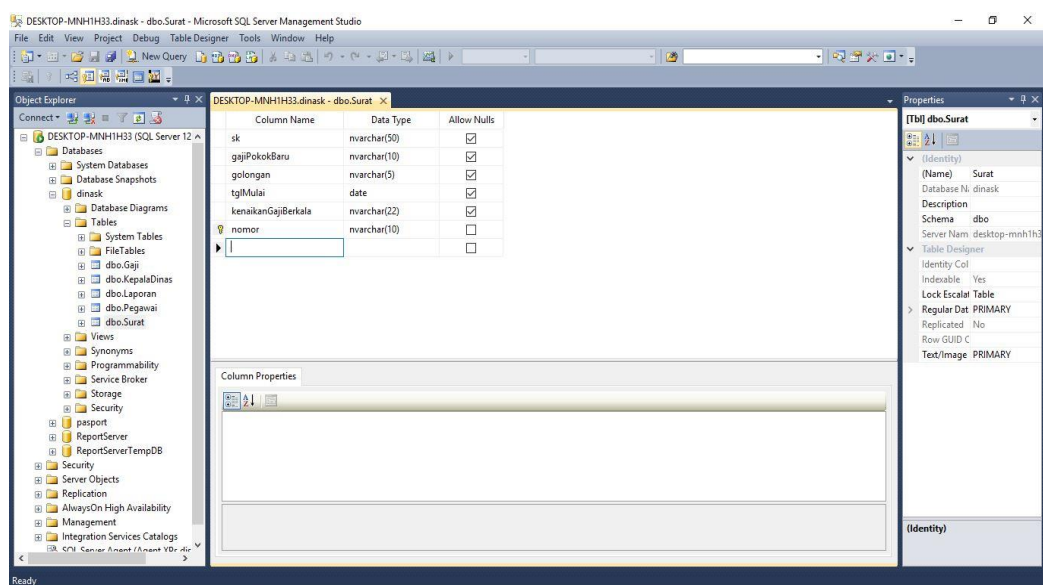 DESKTOP-MNH1H33.dinask - dbo.Surat - Microsoft SQL Server Management Studio
File Edit View Project Debug Table Designer Tools Window Help
New Query
Object Explorer
Connect
DESKTOP-MNH1H33 (SQL Server 12
Databases
System Databases
Database Snapshots
dinask
Database Diagrams
Tables
System Tables
FileTables
dbo.Gaji
dbo.KepalaDinas
dbo.Laporan
dbo.Pegawai
dbo.Surat
Views
Synonyms
Programmability
Service Broker
Storage
Security
pasport
ReportServer
ReportServerTempDB
Security
Server Objects
Replication
AlwaysOn High Availability
Management
Integration Services Catalogs
SQL Server Agent (Agent XPs dis
DESKTOP-MNH1H33.dinask - dbo.Surat
Column Name Data Type Allow Nulls
sk nvarchar(50)
gajiPokokBaru nvarchar(10)
golongan nvarchar(5)
tglMulai date
kenaikanGajiBerkala nvarchar(22)
nomor nvarchar(10)
Column Properties
Properties
[Tbl] dbo.Surat
(Identity)
(Name) Surat
Database N. dinask
Description
Schema dbo
Server Nam desktop-mnh1h3
Table Designer
Identity Col
Indexable Yes
Lock Escalat Table
Regular Dat PRIMARY
Replicated No
Row GUID C
Text/Image PRIMARY
(Identity)
Ready